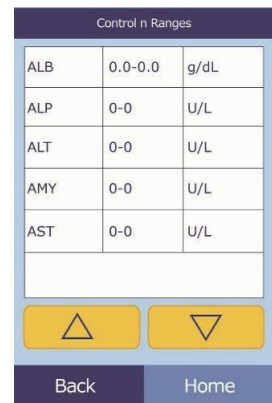 Control n Ranges
ALB 0.0-0.0 g/dL
ALP 0-0 U/L
ALT 0-0 U/L
AMY 0-0 U/L
AST 0-0 U/L
Back Home